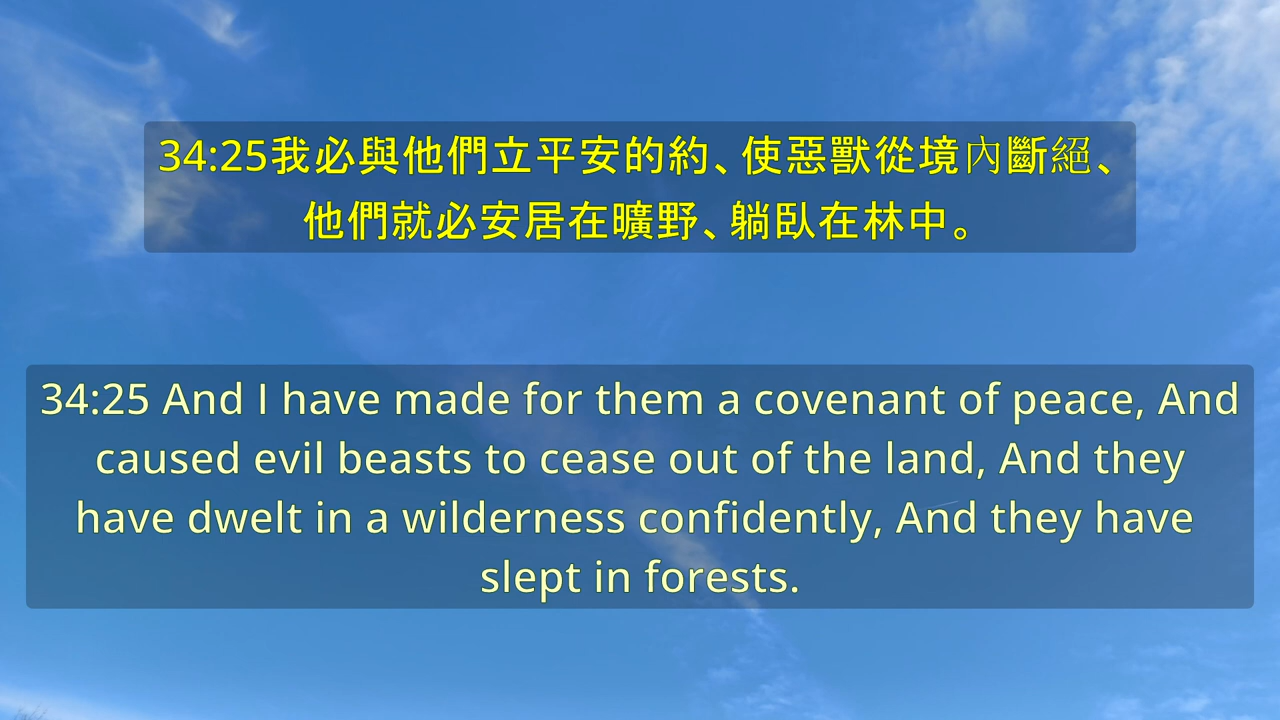 34:25我必與他們立平安的約、使惡獸從境內斷絕、
他們就必安居在曠野、躺臥在林中。
34:25 And I have made for them a covenant of peace, And
caused evil beasts to cease out of the land, And they
have dwelt in a wilderness confidently, And they have
slept in forests.